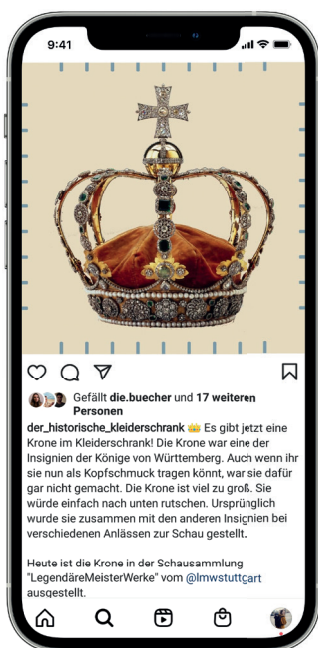 9:41
Gefällt die.buecher und 17 weiteren
Personen
der_historische_kleiderschrank 👑 Es gibt jetzt eine
Krone im Kleiderschrank! Die Krone war eine der
Insignien der Könige von Württemberg. Auch wenn ihr
sie nun als Kopfschmuck tragen könnt, war sie dafür
gar nicht gemacht. Die Krone ist viel zu groß. Sie
würde einfach nach unten rutschen. Ursprünglich
wurde sie zusammen mit den anderen Insignien bei
verschiedenen Anlässen zur Schau gestellt.
Heute ist die Krone in der Schausammlung
"LegendäreMeisterWerke" vom @lmwstuttgart
ausgestellt.